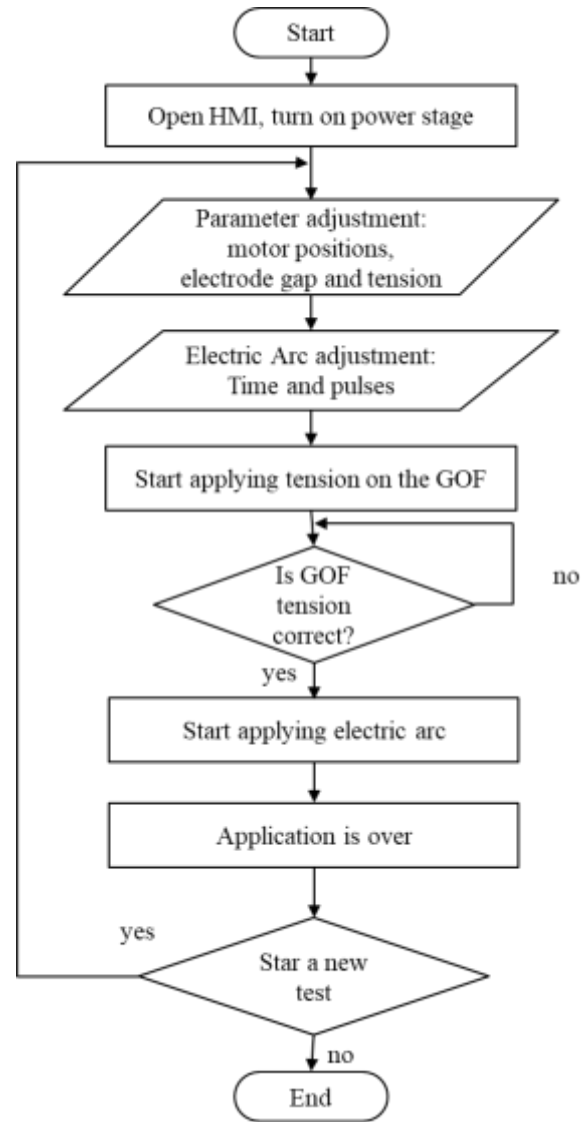 Start
Open HMI, turn on power stage
Parameter adjustment:
motor positions,
electrode gap and tension
Electric Arc adjustment:
Time and pulses
Start applying tension on the GOF
Is GOF
tension
correct?
no
yes
Start applying electric arc
Application is over
yes
Star a new
test
no
End